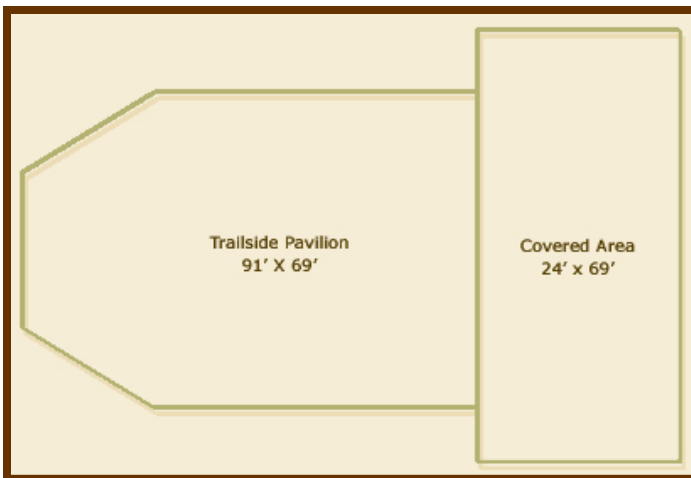 Trailside Pavilion
91′ X 69′
Covered Area
24′ x 69′